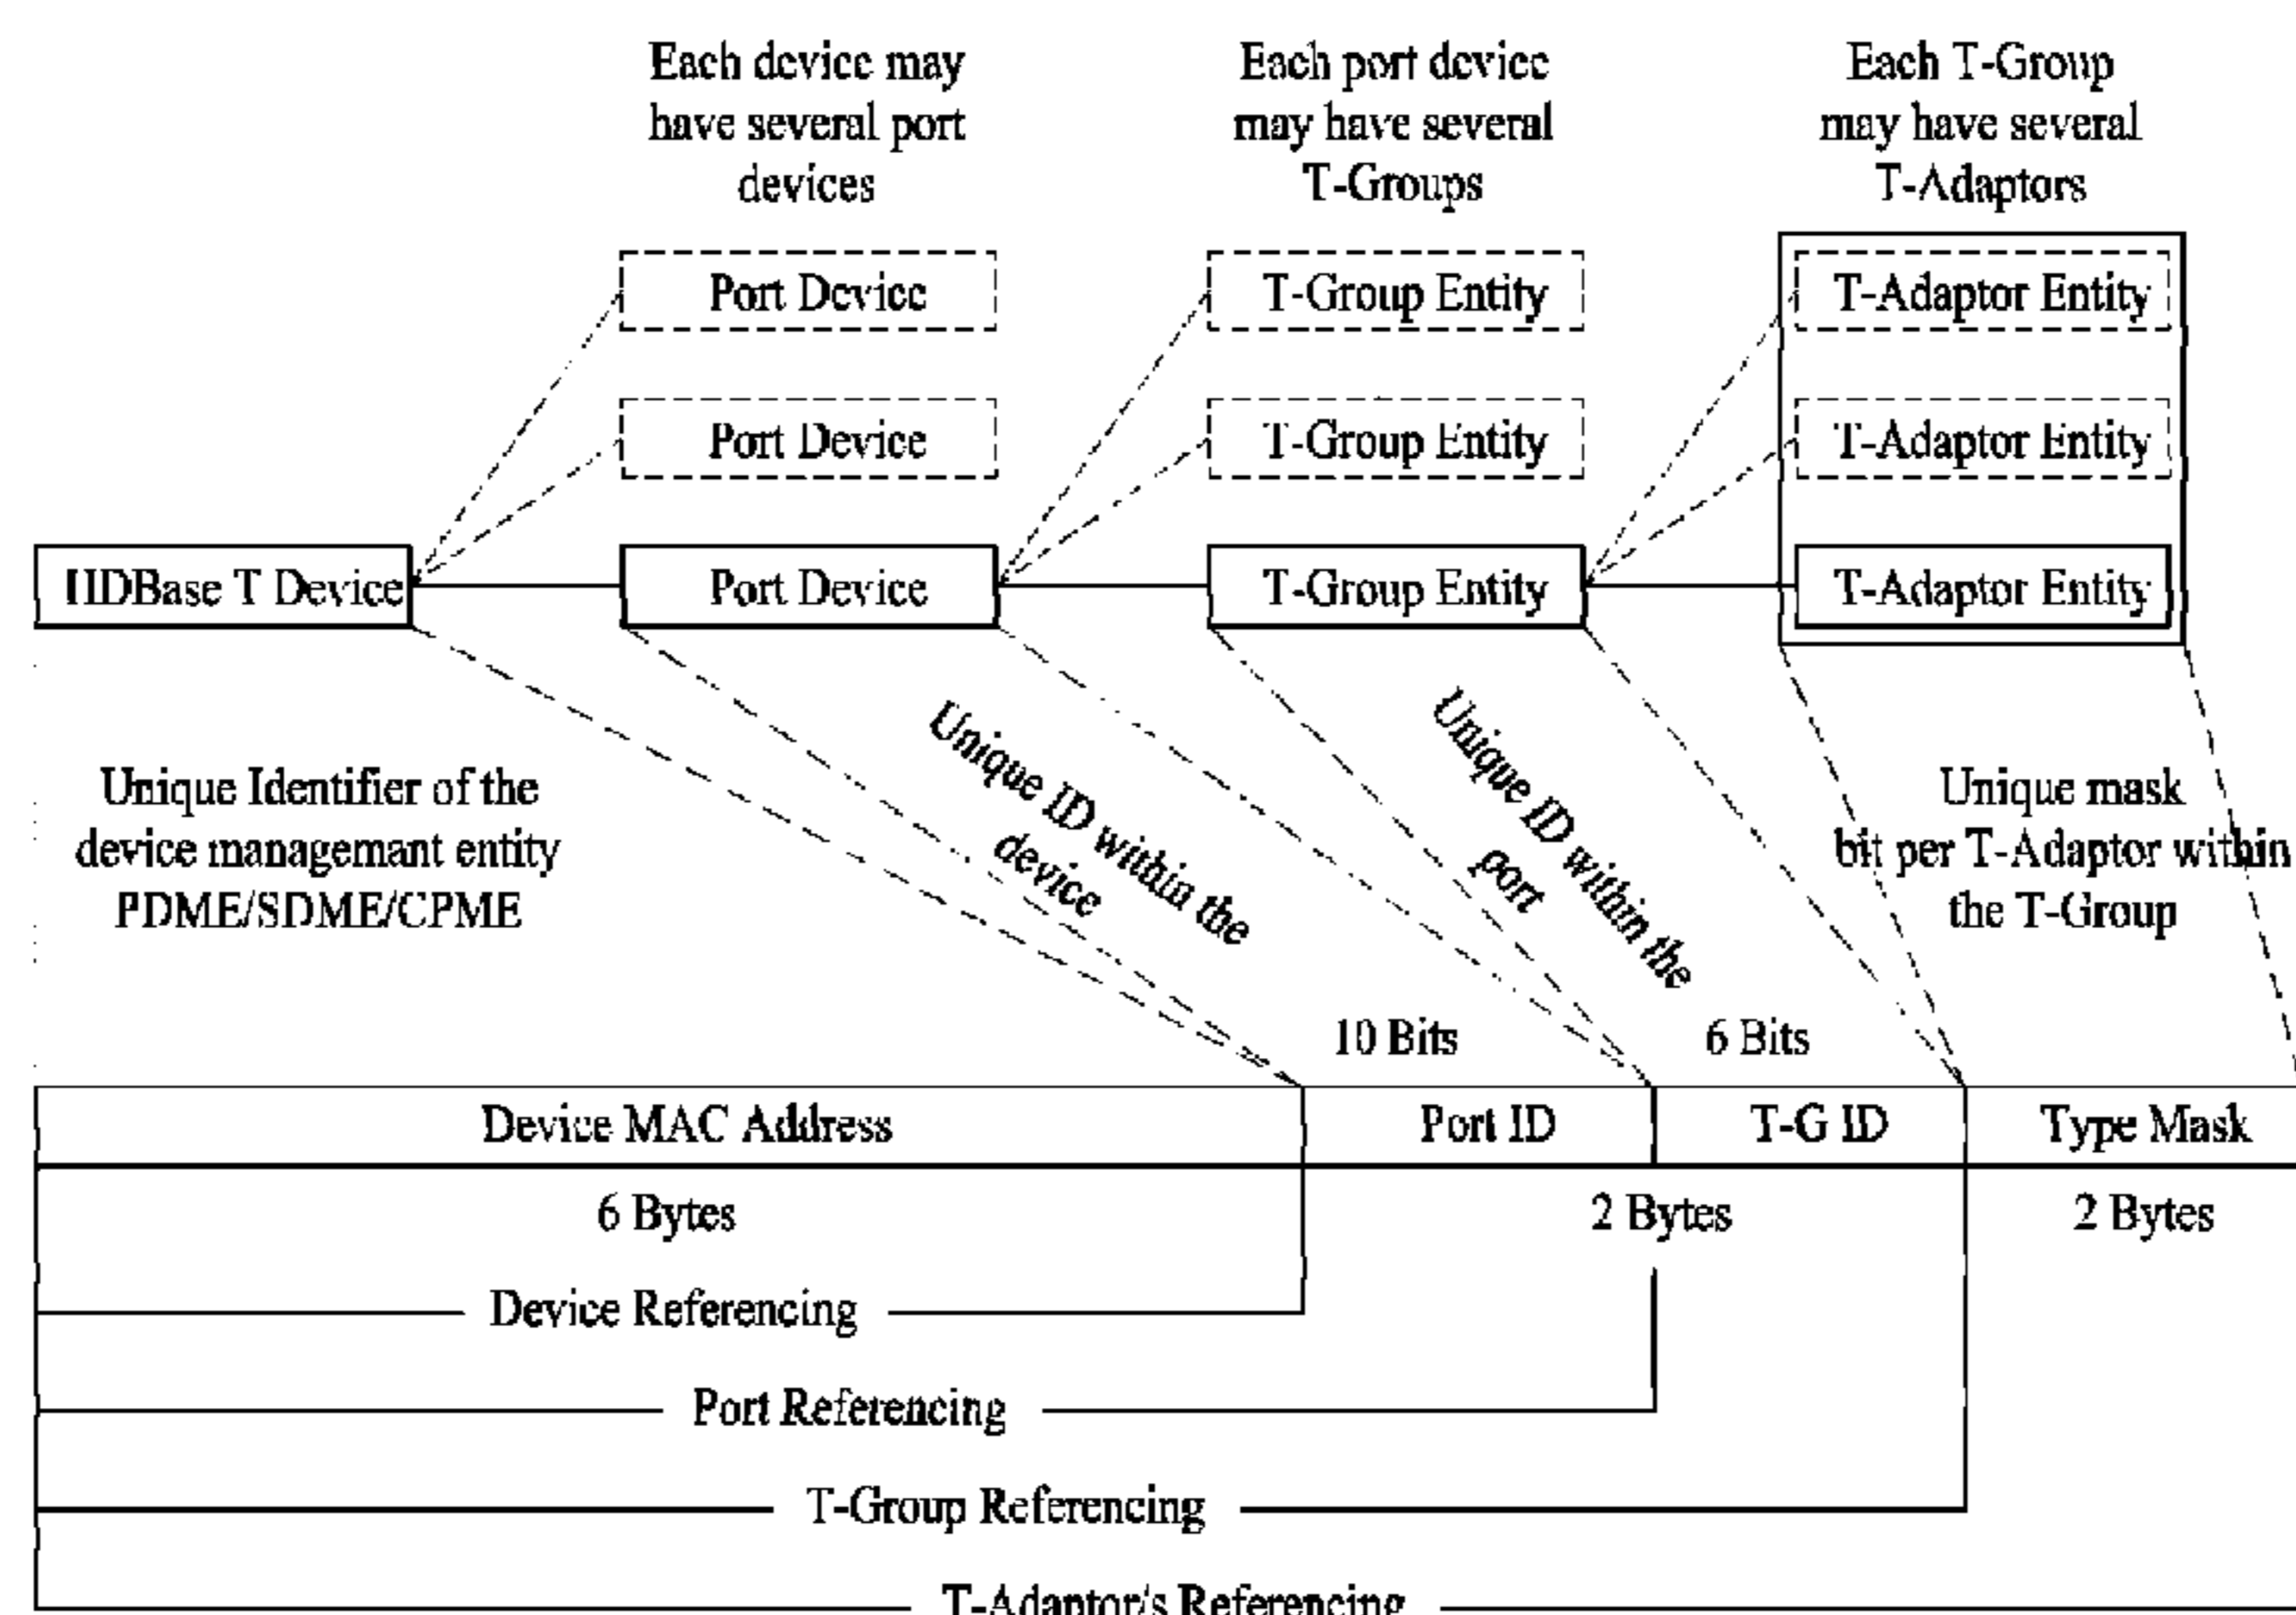 Each device may
have several port
devices
Each port device
may have several
T-Groups
Each T-Group
may have several
T-Adaptors
Port Device
T-Group Entity
T-Adaptor Entity
Port Device
T-Group Entity
T-Adaptor Entity
HDBase T Device
Port Device
T-Group Entity
T-Adaptor Entity
Unique Identifier of the
device managemant entity
PDME/SDME/CPME
Unique ID within the
device
Unique ID within the
port
Unique mask
bit per T-Adaptor within
the T-Group
10 Bits
6 Bits
Device MAC Address
Port ID
T-G ID
Type Mask
6 Bytes
2 Bytes
2 Bytes
Device Referencing
Port Referencing
T-Group Referencing
T-Adaptor/s Referencing